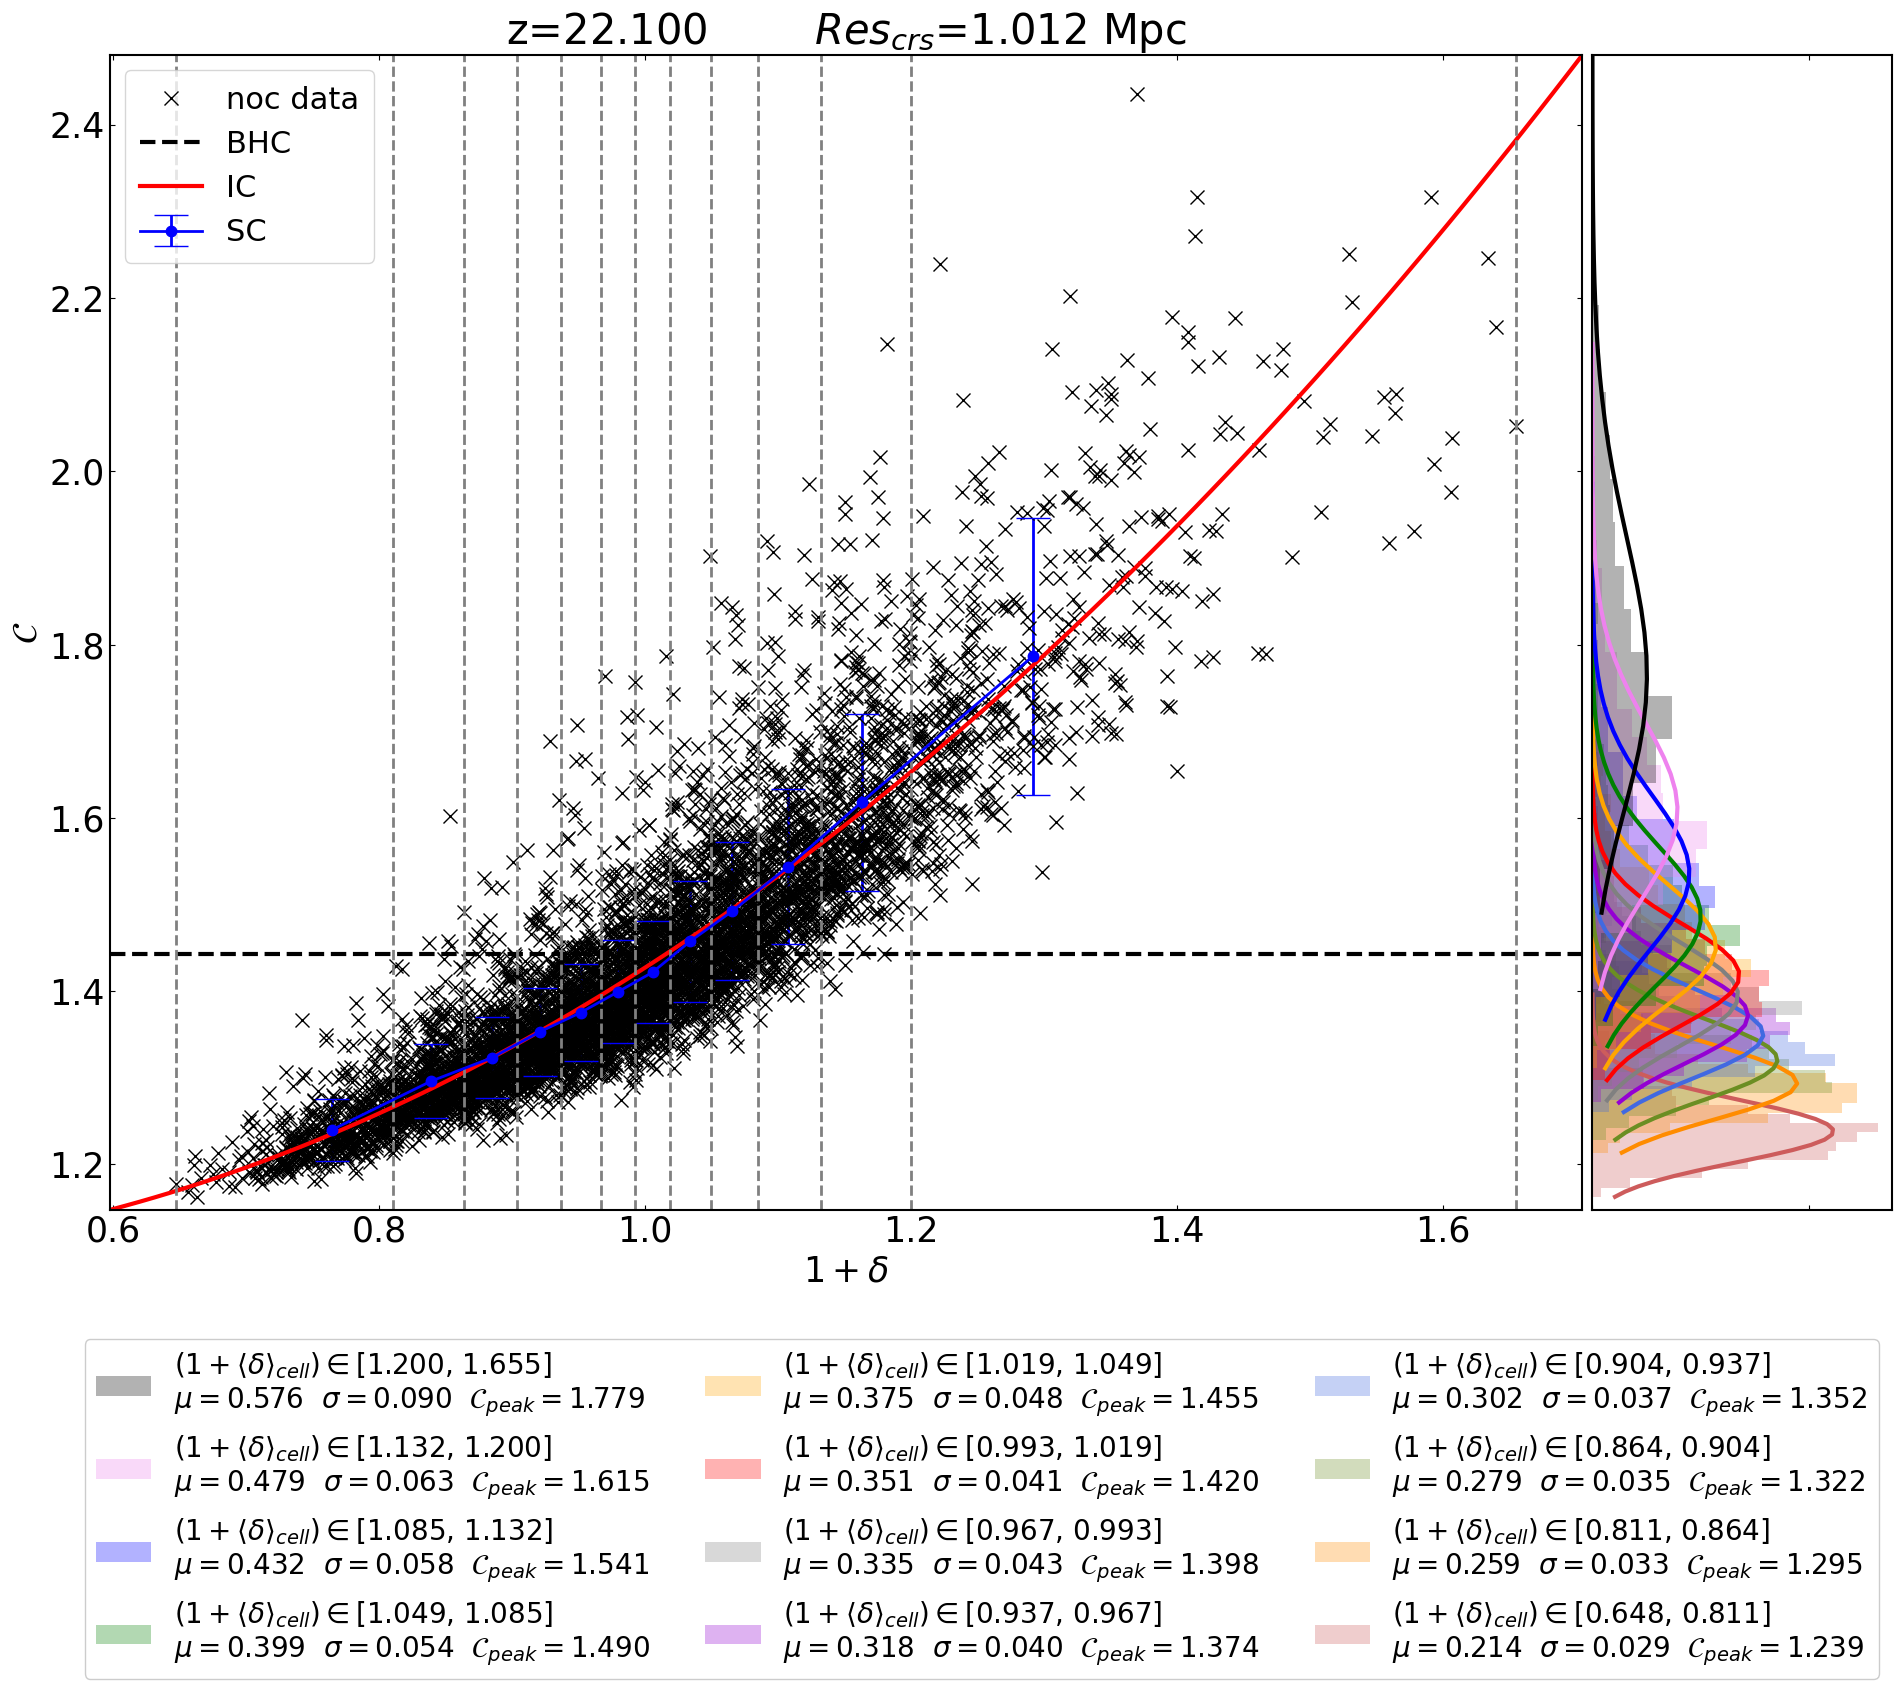 z=22.100 Res_crs=1.012 Mpc
noc data
BHC
IC
SC
2.4
2.2
2.0
1.8
1.6
1.4
1.2
𝒞
0.6 0.8 1.0 1.2 1.4 1.6
1 + δ
(1 + ⟨δ⟩_cell) ∈ [1.200, 1.655]
μ = 0.576 σ = 0.090 𝒞_peak = 1.779
(1 + ⟨δ⟩_cell) ∈ [1.132, 1.200]
μ = 0.479 σ = 0.063 𝒞_peak = 1.615
(1 + ⟨δ⟩_cell) ∈ [1.085, 1.132]
μ = 0.432 σ = 0.058 𝒞_peak = 1.541
(1 + ⟨δ⟩_cell) ∈ [1.049, 1.085]
μ = 0.399 σ = 0.054 𝒞_peak = 1.490
(1 + ⟨δ⟩_cell) ∈ [1.019, 1.049]
μ = 0.375 σ = 0.048 𝒞_peak = 1.455
(1 + ⟨δ⟩_cell) ∈ [0.993, 1.019]
μ = 0.351 σ = 0.041 𝒞_peak = 1.420
(1 + ⟨δ⟩_cell) ∈ [0.967, 0.993]
μ = 0.335 σ = 0.043 𝒞_peak = 1.398
(1 + ⟨δ⟩_cell) ∈ [0.937, 0.967]
μ = 0.318 σ = 0.040 𝒞_peak = 1.374
(1 + ⟨δ⟩_cell) ∈ [0.904, 0.937]
μ = 0.302 σ = 0.037 𝒞_peak = 1.352
(1 + ⟨δ⟩_cell) ∈ [0.864, 0.904]
μ = 0.279 σ = 0.035 𝒞_peak = 1.322
(1 + ⟨δ⟩_cell) ∈ [0.811, 0.864]
μ = 0.259 σ = 0.033 𝒞_peak = 1.295
(1 + ⟨δ⟩_cell) ∈ [0.648, 0.811]
μ = 0.214 σ = 0.029 𝒞_peak = 1.239